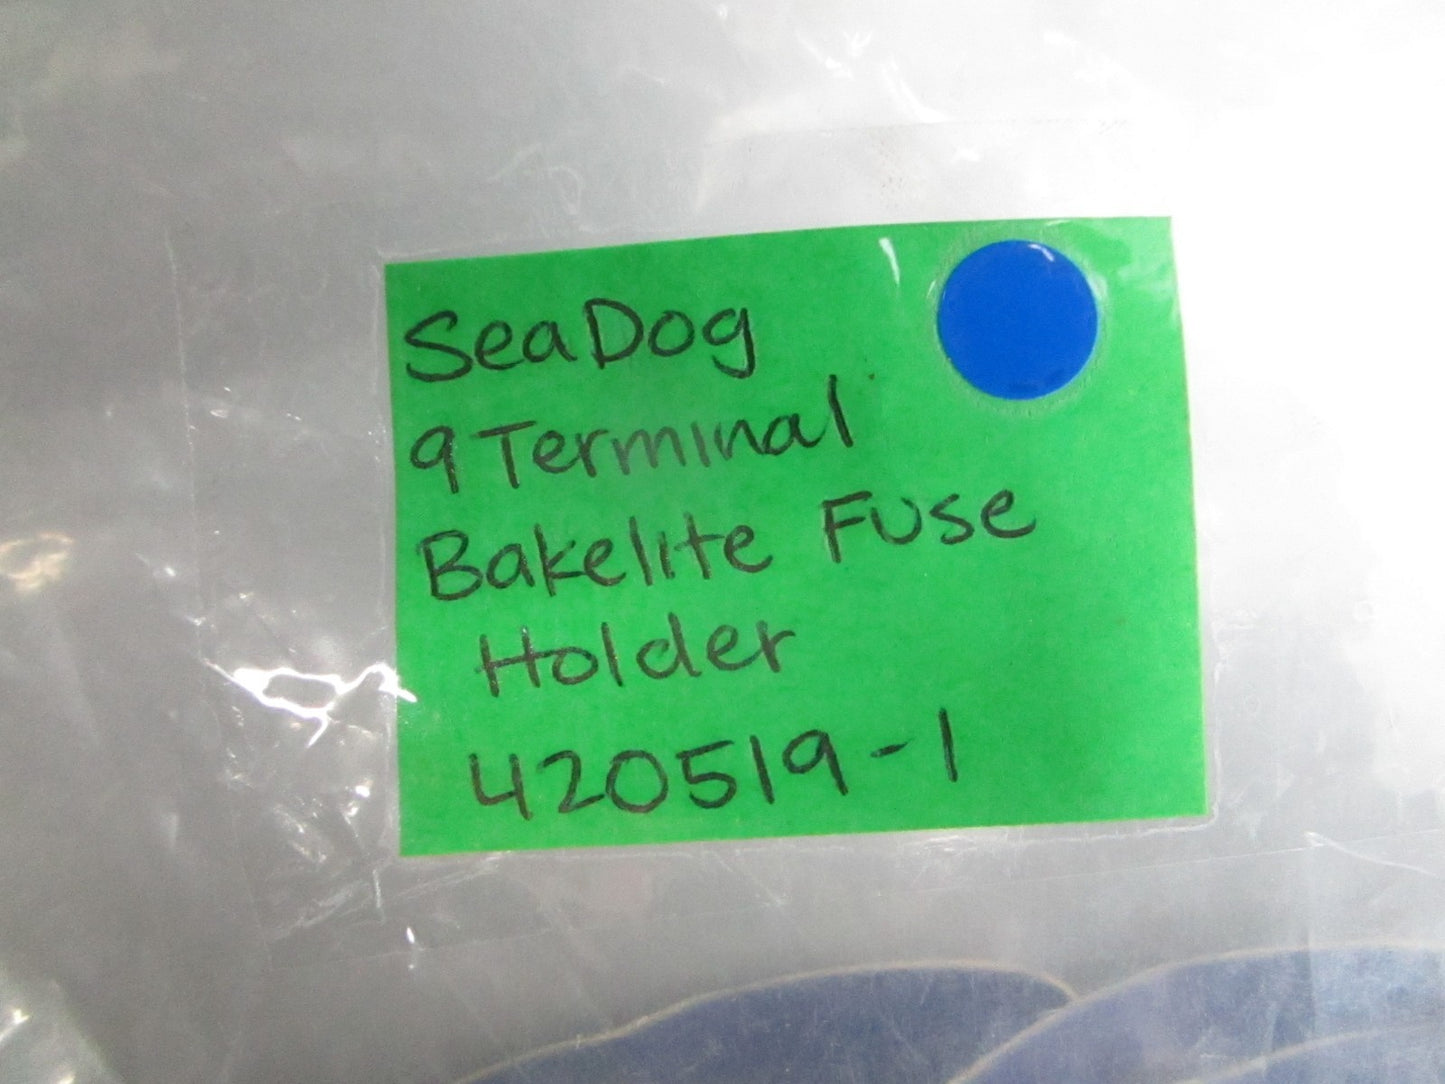 SeaDog
9 Terminal
Bakelite Fuse
Holder
420519-1